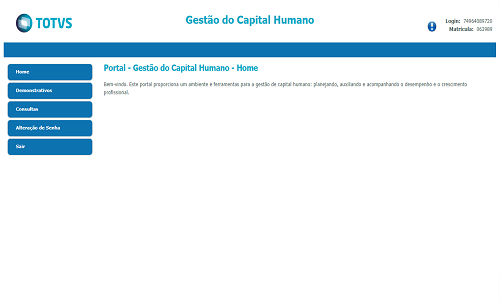 TOTVS
Gestão do Capital Humano
Login: 74964089720
Matrícula: 063989
Home
Demonstrativos
Consultas
Alteração de Senha
Sair
Portal - Gestão do Capital Humano - Home
Bem-vindo. Este portal proporciona um ambiente e ferramentas para a gestão de capital humano: planejando, auxiliando e acompanhando o desempenho e o crescimento
profissional.